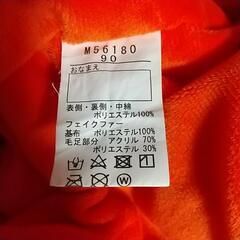 M56180
90
おなまえ
表側・裏側・中綿
ポリエステル100%
フェイクファー
基布 ポリエステル100%
毛足部分 アクリル 70%
ポリエステル 30%